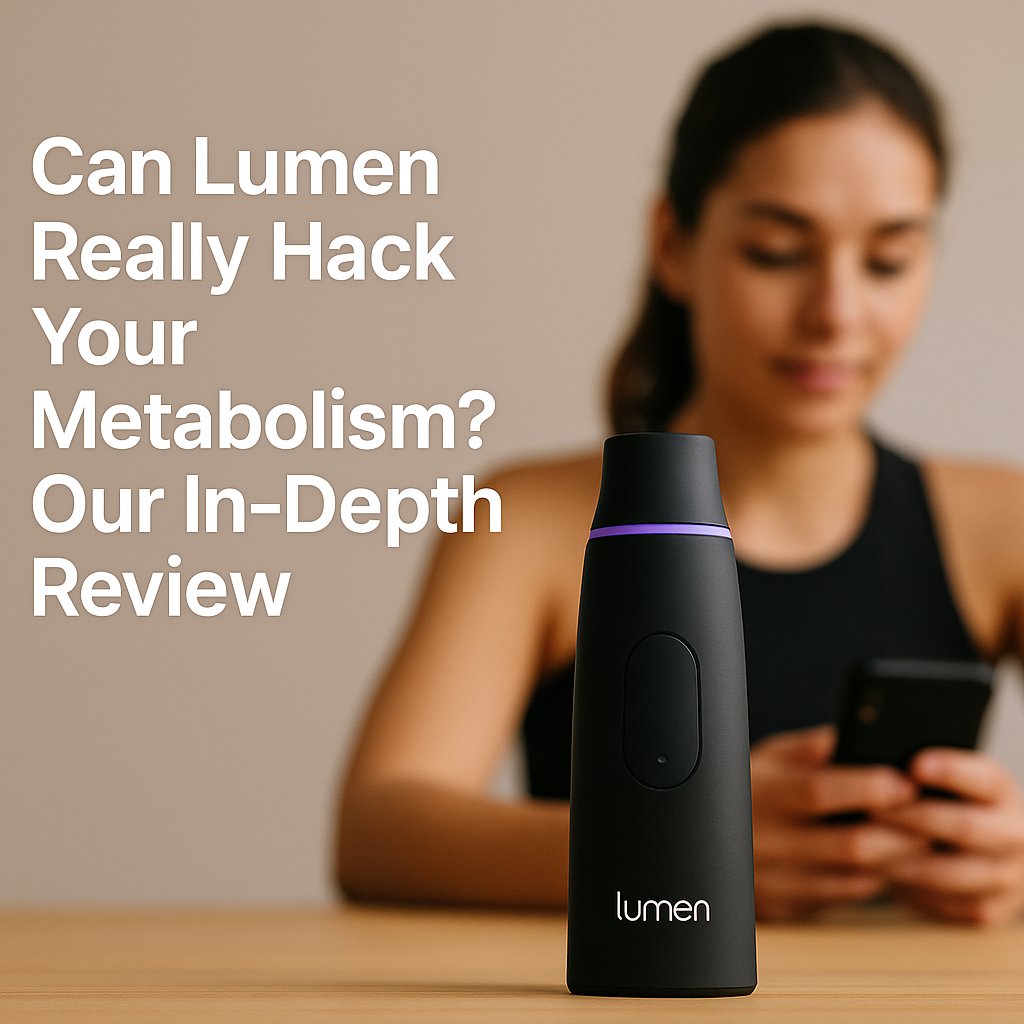 Can Lumen
Really Hack
Your
Metabolism?
Our In-Depth
Review
lumen